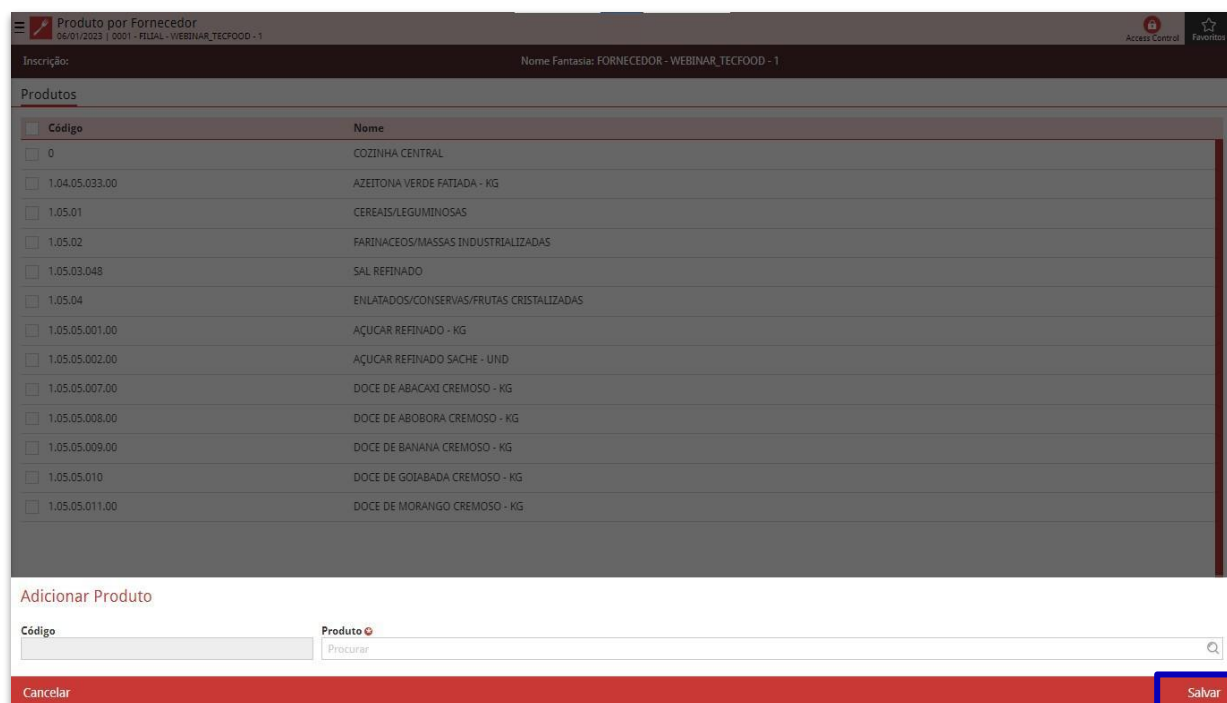 Produto por Fornecedor
06/01/2023 | 0001 - FILIAL - WEBINAR_TECFOOD - 1
Access Control
Favoritos
Inscrição:
Nome Fantasia: FORNECEDOR - WEBINAR_TECFOOD - 1
Produtos
Código Nome
0 COZINHA CENTRAL
1.04.05.033.00 AZEITONA VERDE FATIADA - KG
1.05.01 CEREAIS/LEGUMINOSAS
1.05.02 FARINACEOS/MASSAS INDUSTRIALIZADAS
1.05.03.048 SAL REFINADO
1.05.04 ENLATADOS/CONSERVAS/FRUTAS CRISTALIZADAS
1.05.05.001.00 AÇUCAR REFINADO - KG
1.05.05.002.00 AÇUCAR REFINADO SACHE - UND
1.05.05.007.00 DOCE DE ABACAXI CREMOSO - KG
1.05.05.008.00 DOCE DE ABOBORA CREMOSO - KG
1.05.05.009.00 DOCE DE BANANA CREMOSO - KG
1.05.05.010 DOCE DE GOIABADA CREMOSO - KG
1.05.05.011.00 DOCE DE MORANGO CREMOSO - KG
Adicionar Produto
Código Produto
Procurar
Cancelar Salvar